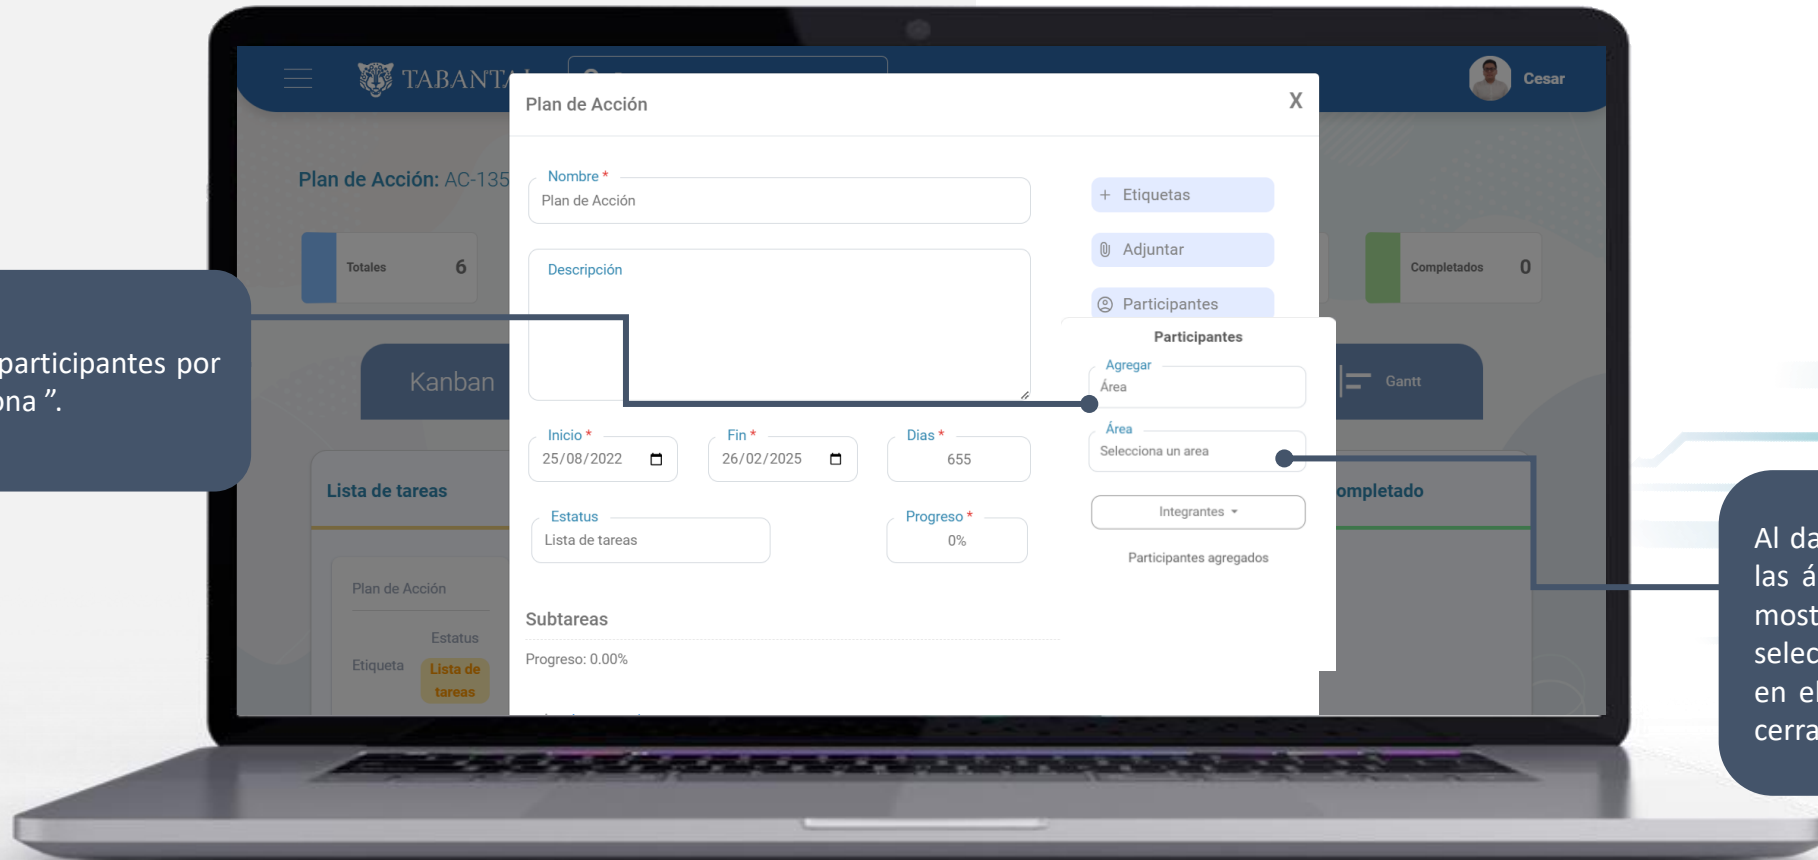 TABANTAJ
Cesar
Plan de Acción
X
Plan de Acción: AC-135
Nombre *
Plan de Acción
+ Etiquetas
Adjuntar
Totales 6
Descripción
Completados 0
Participantes
Participantes
participantes por
ona ”.
Agregar
Área
Kanban
Gantt
Inicio *
25/08/2022
Fin *
26/02/2025
Dias *
655
Área
Selecciona un area
Lista de tareas
ompletado
Integrantes
Estatus
Lista de tareas
Progreso *
0%
Participantes agregados
Al da
las á
most
selec
en el
cerra
Plan de Acción
Subtareas
Estatus
Etiqueta
Lista de
tareas
Progreso: 0.00%